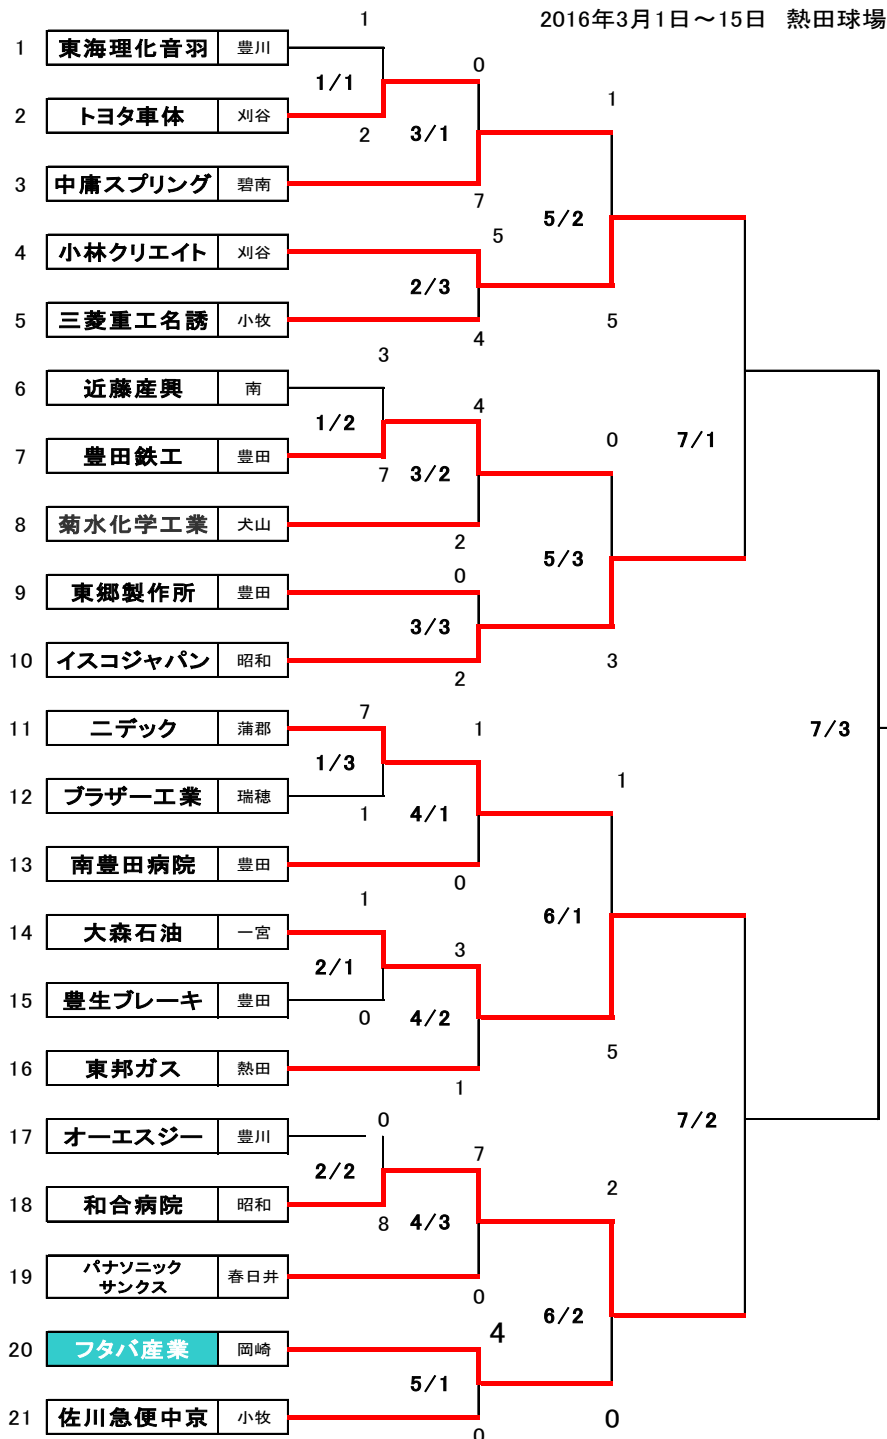 2016年3月1日～15日 熱田球場
1
1 東海理化音羽 豊川
0
1/1
1
2 トヨタ車体 刈谷
2
3/1
3 中庸スプリング 碧南
7
5/2
5
4 小林クリエイト 刈谷
2/3
5 三菱重工名誘 小牧
5
4
3
6 近藤産興 南
4
1/2
0
7/1
7 豊田鉄工 豊田
7
3/2
8 菊水化学工業 犬山
2
5/3
0
9 東郷製作所 豊田
3/3
10 イスコジャパン 昭和
3
2
7
11 ニデック 蒲郡
1
7/3
1/3
1
12 ブラザー工業 瑞穂
1
4/1
13 南豊田病院 豊田
0
1
6/1
14 大森石油 一宮
3
2/1
15 豊生ブレーキ 豊田
0
4/2
5
16 東邦ガス 熱田
1
0
7/2
17 オーエスジー 豊川
7
2/2
2
18 和合病院 昭和
8
4/3
19 パナソニック
サンクス 春日井
0
6/2
4
20 フタバ産業 岡崎
5/1
21 佐川急便中京 小牧
0
0